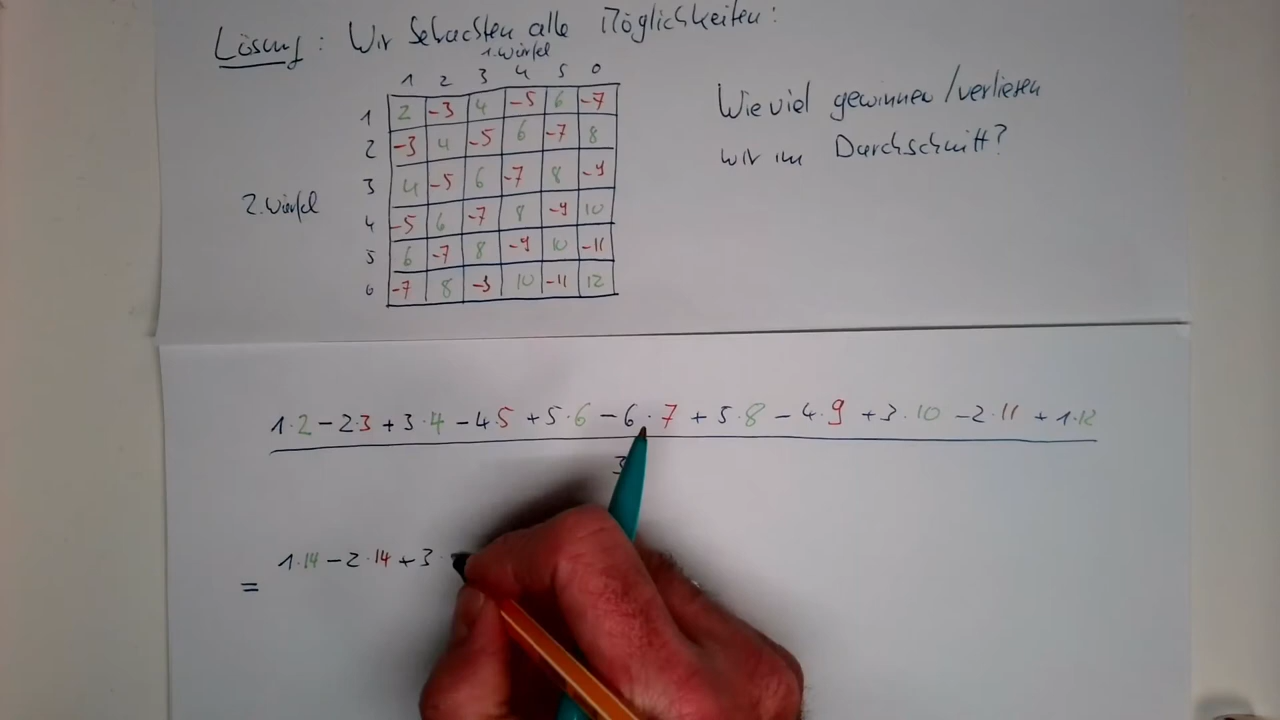 Lösung: Wir betrachten alle Möglichkeiten:
1. Würfel
1 2 3 4 5 6
1 2 -3 4 -5 6 -7
2 -3 4 -5 6 -7 8
3 4 -5 6 -7 8 -9
2. Würfel
4 -5 6 -7 8 -9 10
5 6 -7 8 -9 10 -11
6 -7 8 -9 10 -11 12
Wie viel gewinnen/verlieren
wir im Durchschnitt?
1·2 - 2·3 + 3·4 - 4·5 + 5·6 - 6·7 + 5·8 - 4·9 + 3·10 - 2·11 + 1·12
3
= 1·14 - 2·14 + 3·